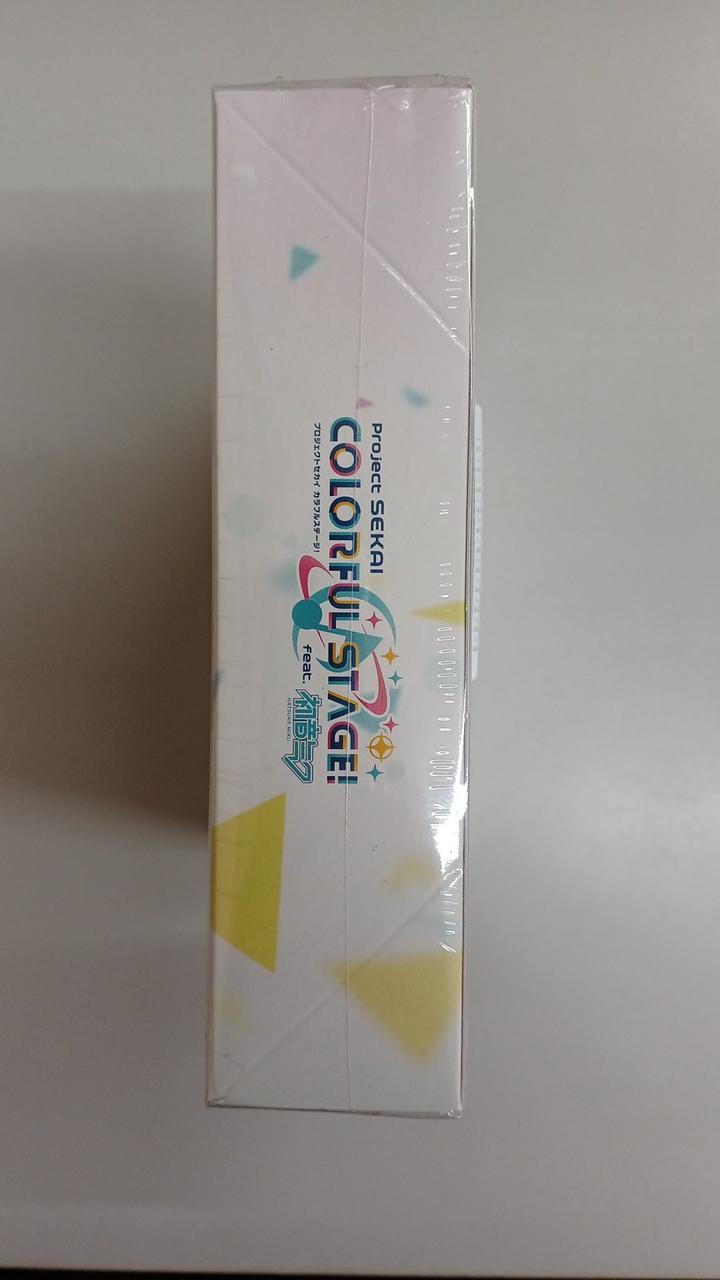 Project SEKAI
COLORFUL STAGE!
プロジェクトセカイ カラフルステージ!
feat. 初音ミク
HATSUNE MIKU